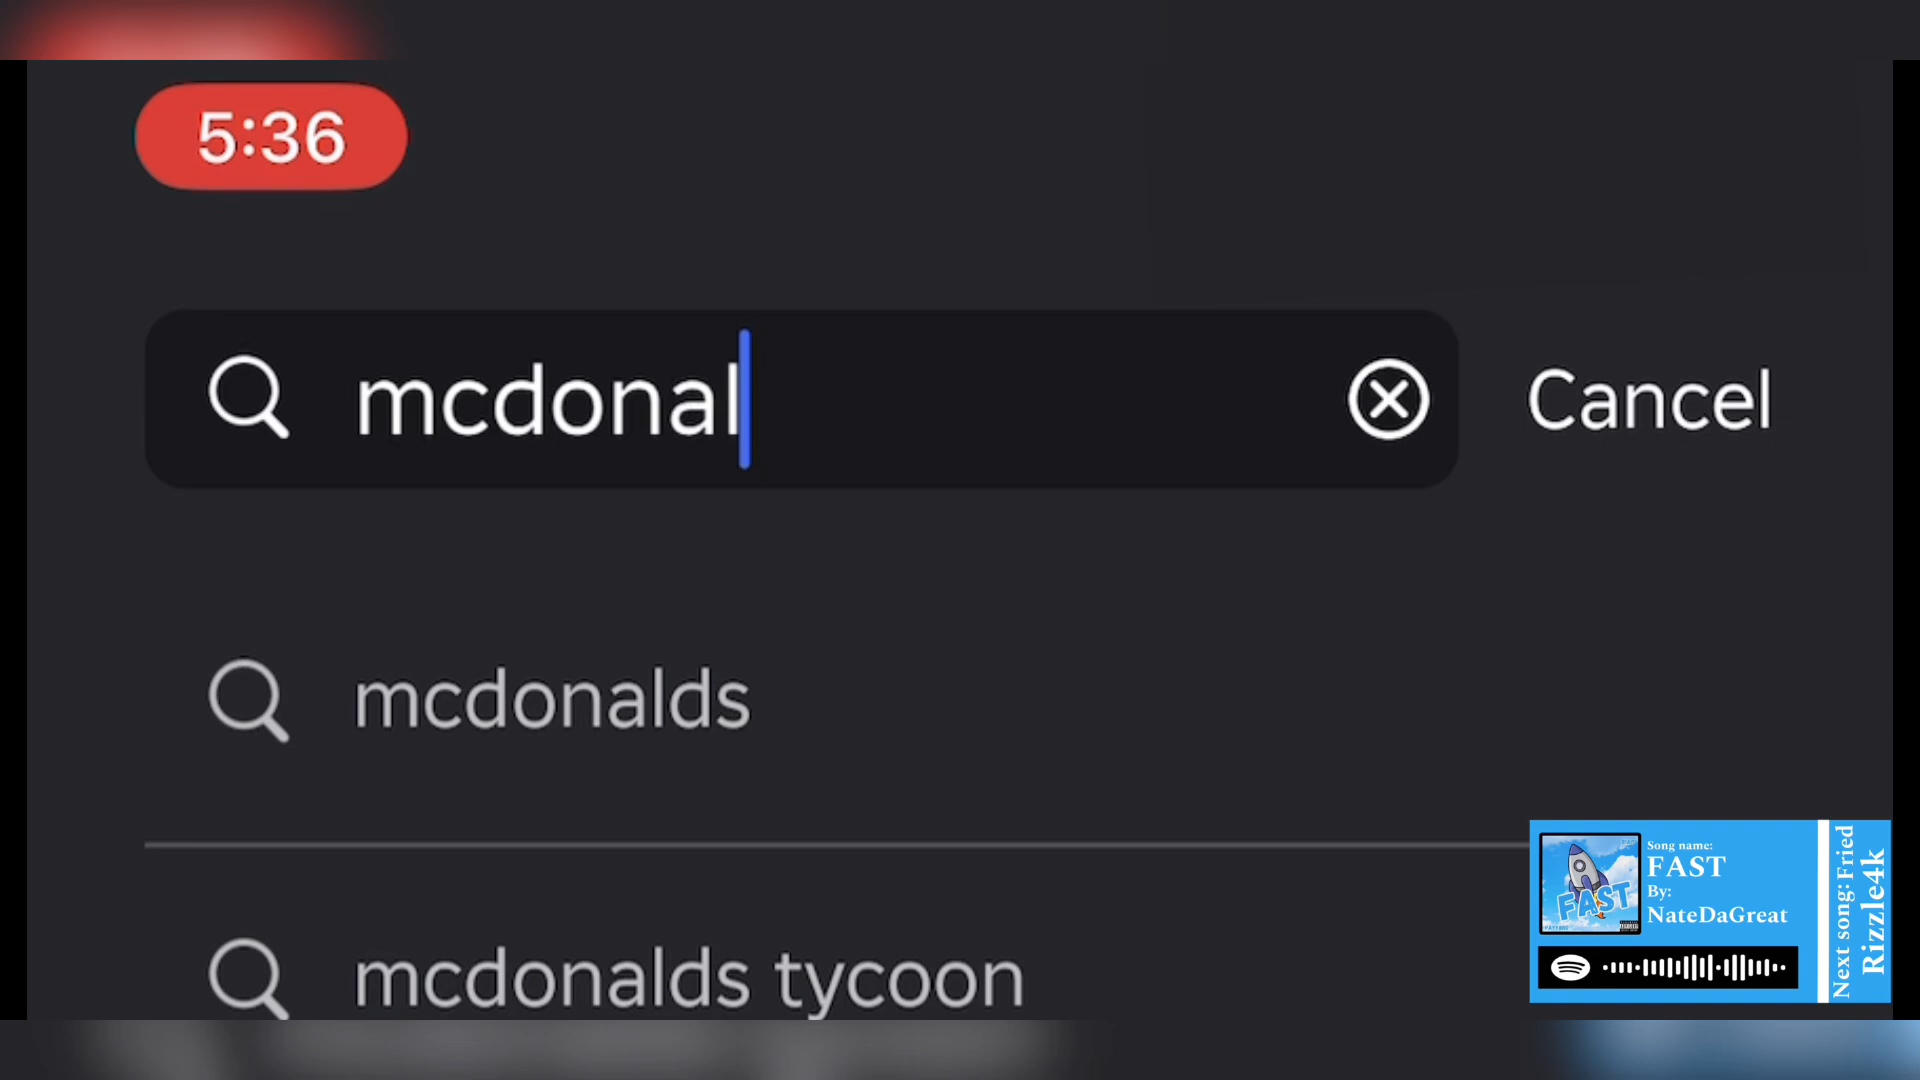 5:36
mcdonal
Cancel
mcdonalds
mcdonalds tycoon
Song name:
FAST
By:
NateDaGreat
FAST
Next song: Fried
Rizzle4k